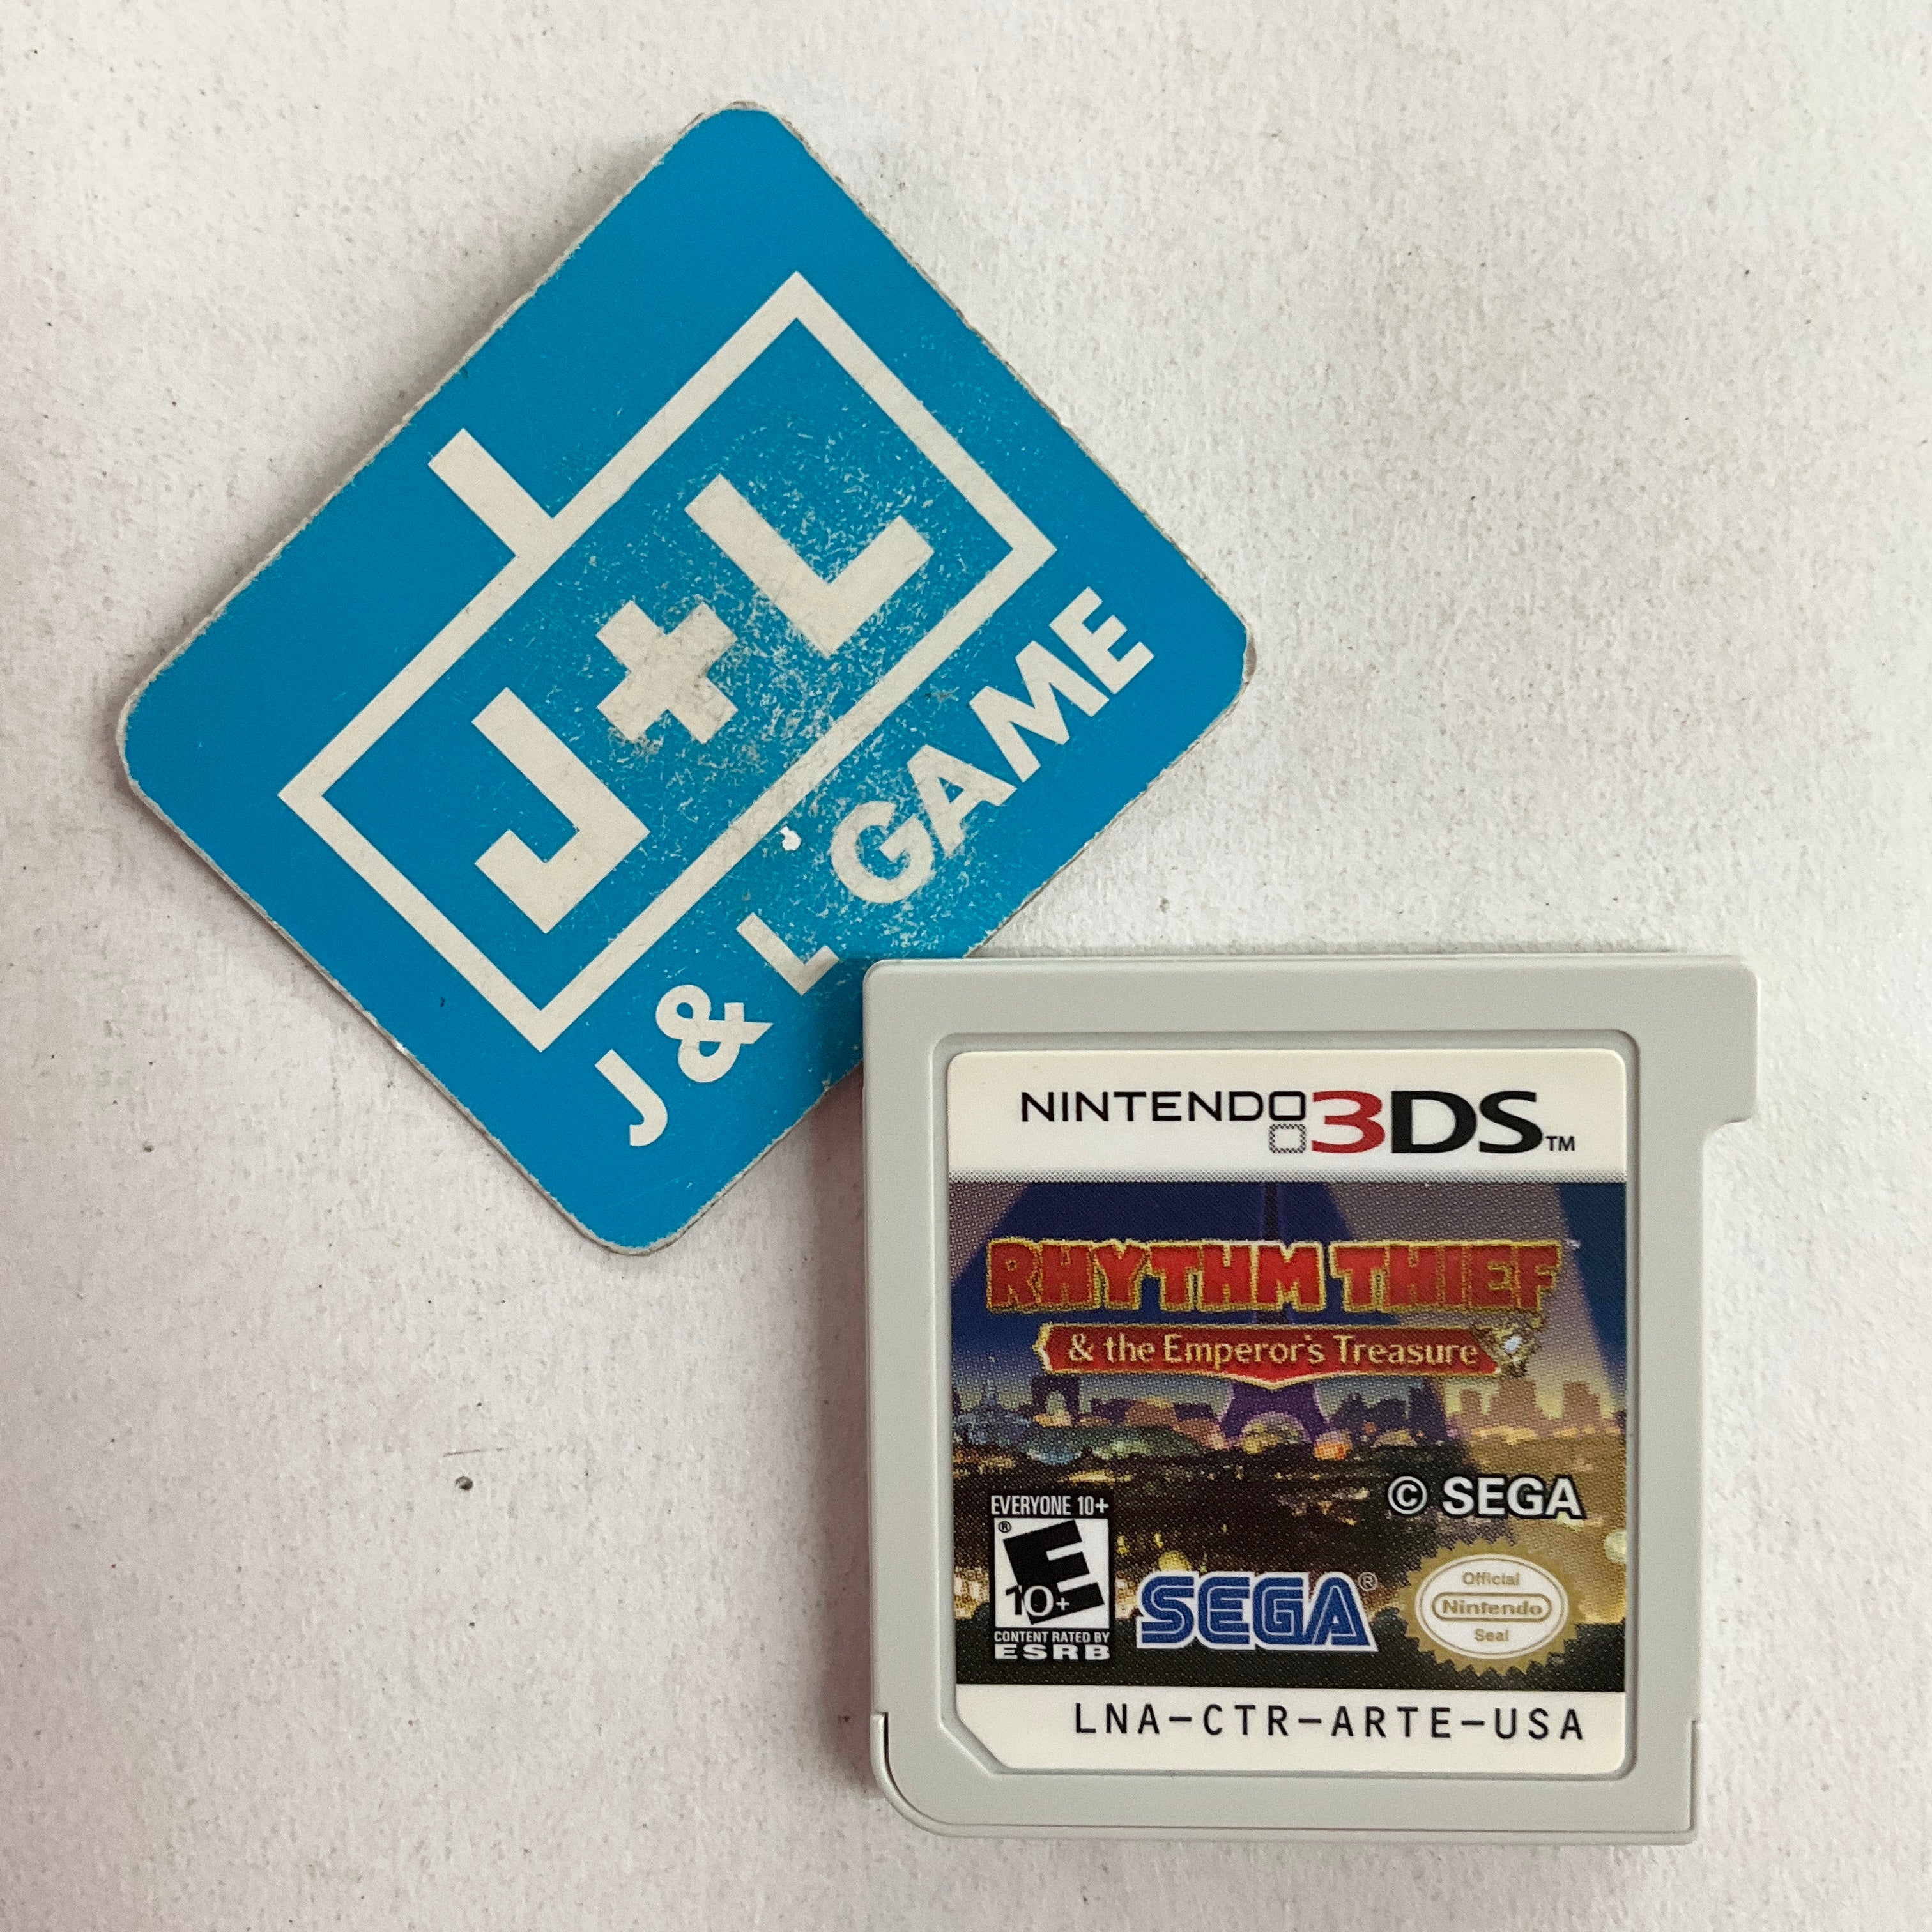 J+L
J & L GAME
NINTENDO 3DS™
RHYTHM THIEF™
& the Emperor's Treasure
© SEGA
EVERYONE 10+
®
E
10+
CONTENT RATED BY
ESRB
SEGA®
Official
Nintendo
Seal
LNA-CTR-ARTE-USA